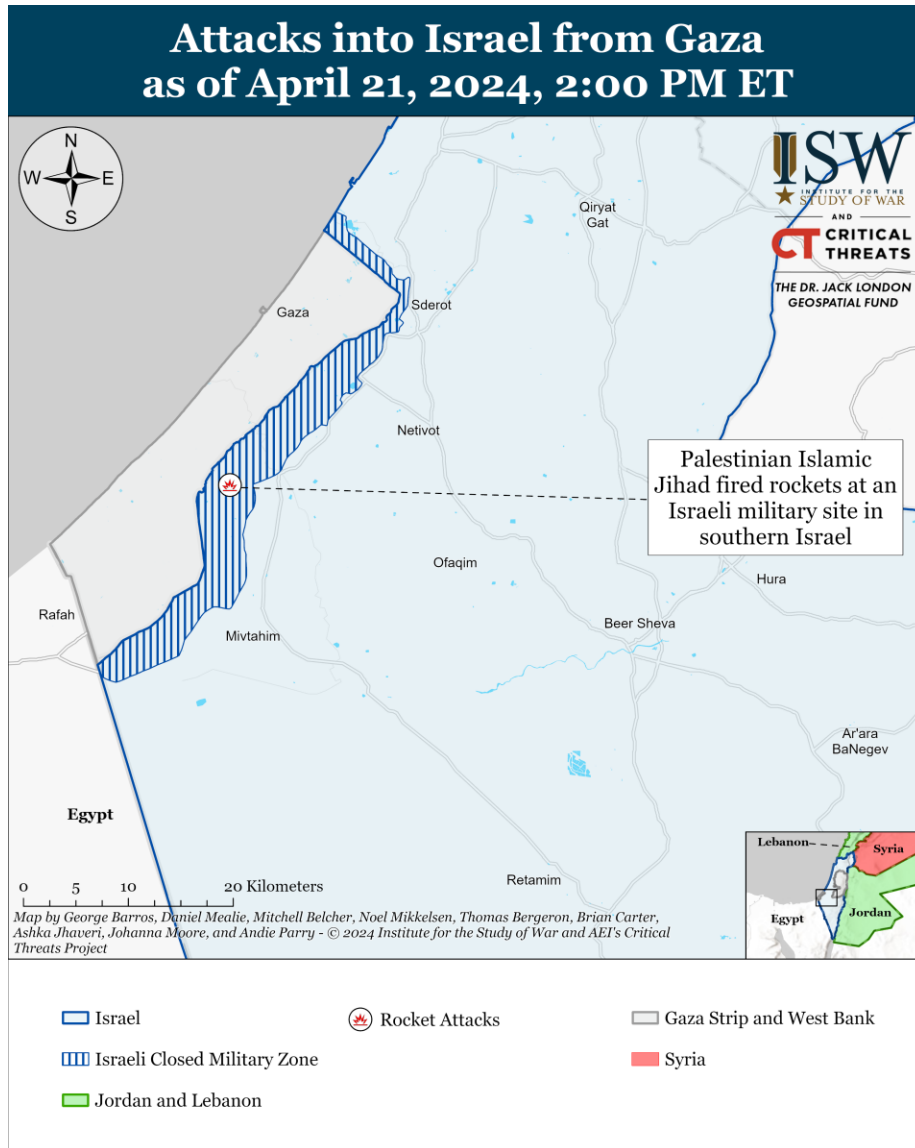 Attacks into Israel from Gaza
as of April 21, 2024, 2:00 PM ET
N
W
E
S
ISW
INSTITUTE FOR THE
STUDY OF WAR
AND
CT CRITICAL
THREATS
THE DR. JACK LONDON
GEOSPATIAL FUND
Qiryat
Gat
Gaza
Sderot
Netivot
Palestinian Islamic
Jihad fired rockets at an
Israeli military site in
southern Israel
Ofaqim
Hura
Rafah
Mivtahim
Beer Sheva
Ar'ara
BaNegev
Egypt
Retamim
Lebanon
Syria
Egypt
Jordan
0 5 10 20 Kilometers
Map by George Barros, Daniel Mealie, Mitchell Belcher, Noel Mikkelsen, Thomas Bergeron, Brian Carter,
Ashka Jhaveri, Johanna Moore, and Andie Parry - © 2024 Institute for the Study of War and AEI's Critical
Threats Project
Israel
Rocket Attacks
Gaza Strip and West Bank
Israeli Closed Military Zone
Syria
Jordan and Lebanon